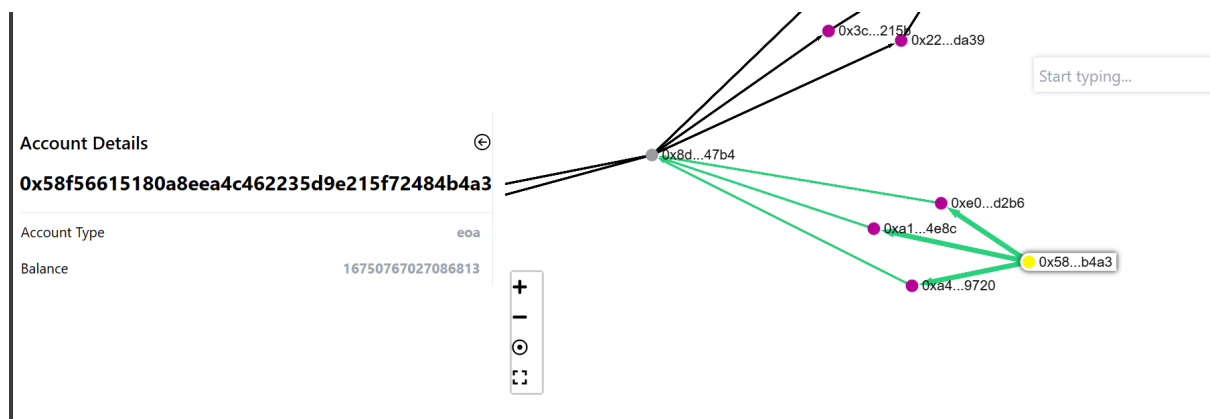 0x3c...215b
0x22...da39
Start typing...
Account Details
0x8d...47b4
0x58f56615180a8eea4c462235d9e215f72484b4a3
0xe0...d2b6
Account Type
eoa
0xa1...4e8c
Balance
16750767027086813
0x58...b4a3
0xa4...9720